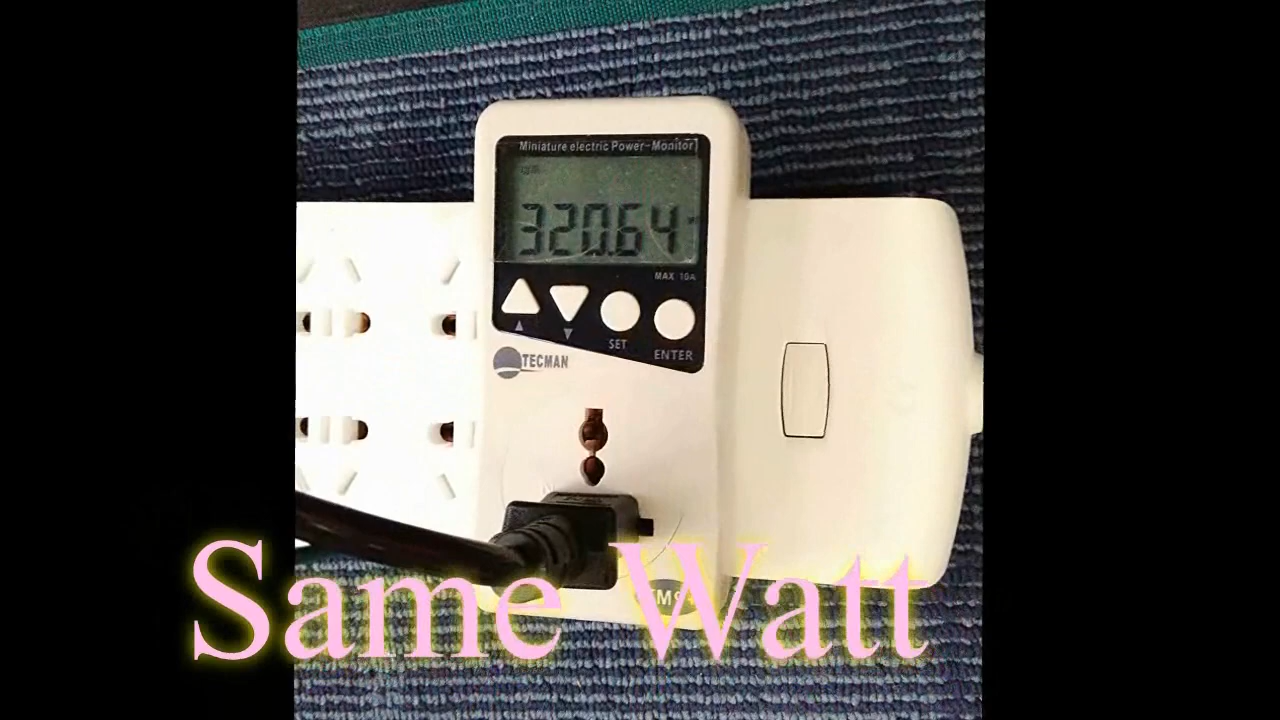 Miniature electric Power-Monitor
320.64
MAX 10A
SET
ENTER
TECMAN
Same Watt